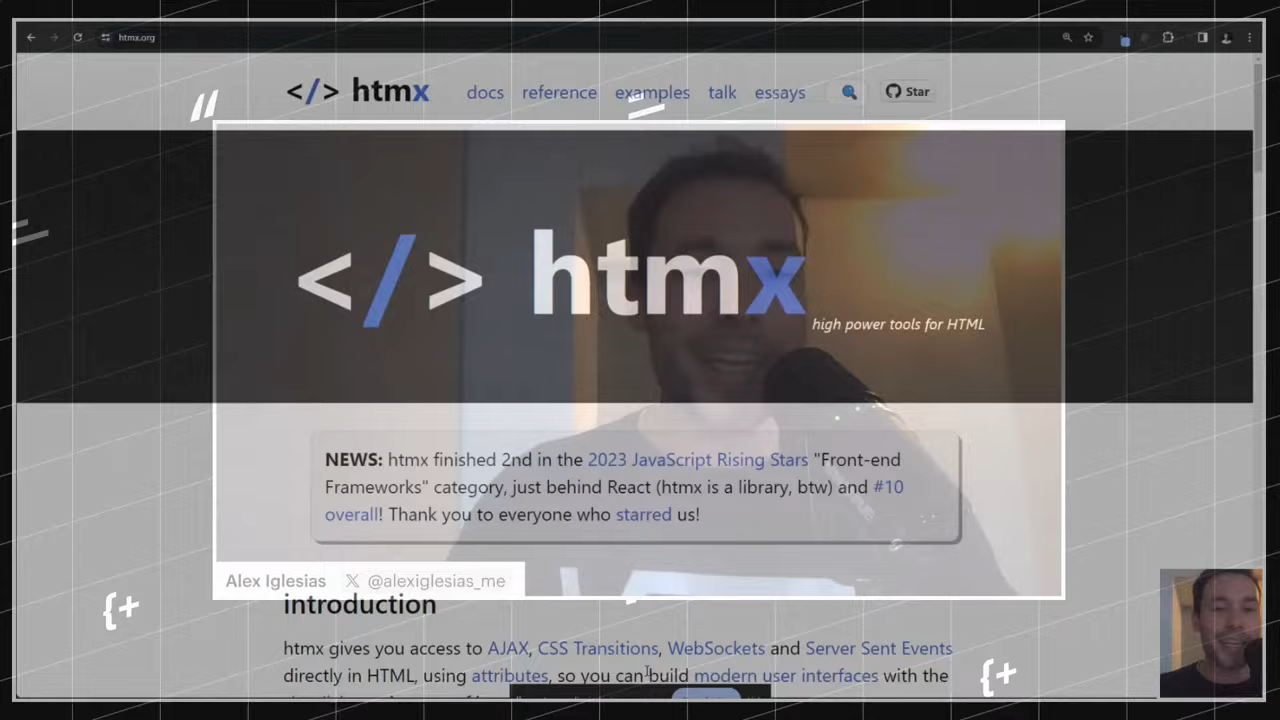 htmx.org
</> htmx docs reference examples talk essays Star
</> htmx
high power tools for HTML
NEWS: htmx finished 2nd in the 2023 JavaScript Rising Stars "Front-end
Frameworks" category, just behind React (htmx is a library, btw) and #10
overall! Thank you to everyone who starred us!
Alex Iglesias X @alexiglesias_me
introduction
htmx gives you access to AJAX, CSS Transitions, WebSockets and Server Sent Events
directly in HTML, using attributes, so you can build modern user interfaces with the